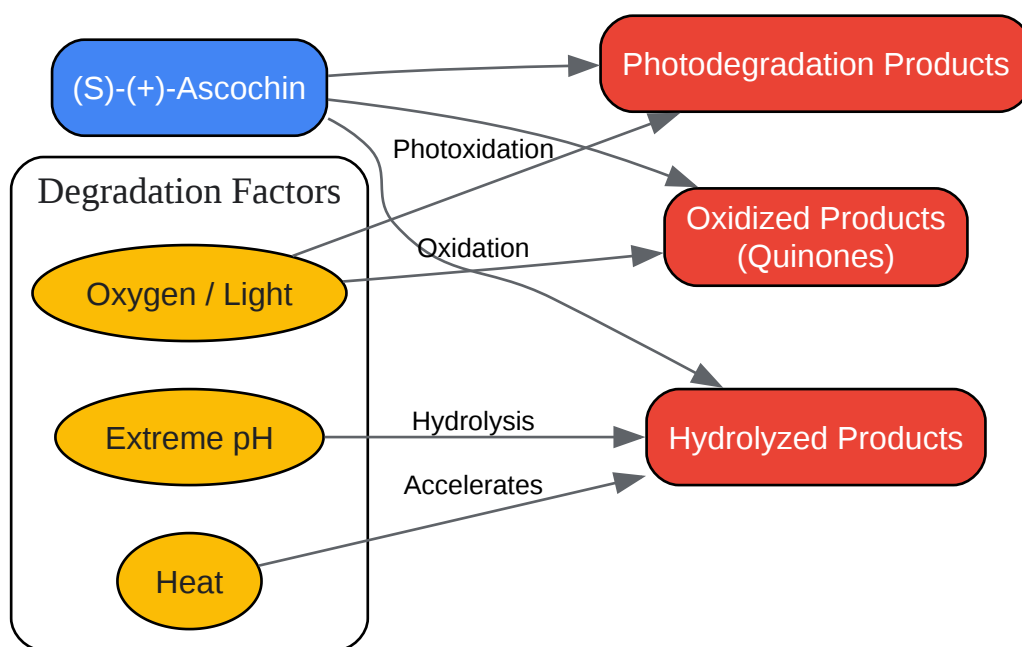 (S)-(+)-Ascochin
Photodegradation Products
Photoxidation
Degradation Factors
Oxidized Products
(Quinones)
Oxidation
Oxygen / Light
Hydrolysis
Extreme pH
Hydrolyzed Products
Accelerates
Heat